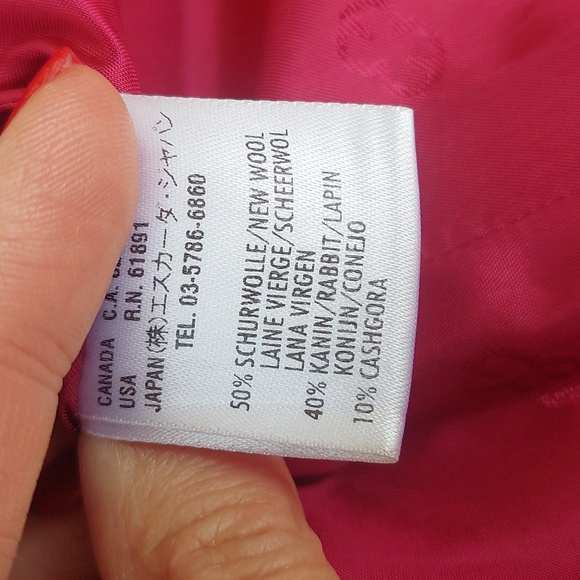 CANADA C.A.
USA R.N. 61891
JAPAN (株)エスカーダ・ジャパン
TEL. 03-5786-6860
50% SCHURWOLLE/NEW WOOL
LAINE VIERGE/SCHEERWOL
LANA VIRGEN
40% KANIN/RABBIT/LAPIN
KONIJN/CONEJO
10% CASHGORA